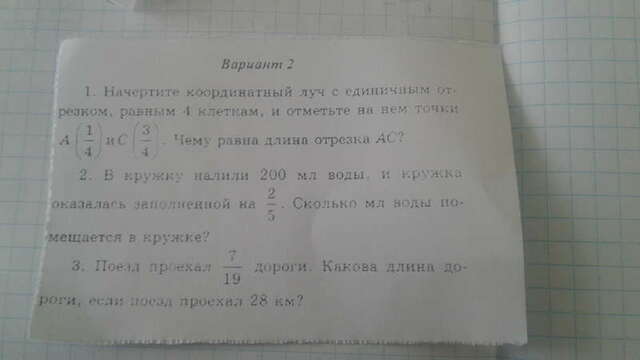 Вариант 2
1. Начертите координатный луч с единичным от-
резком, равным 4 клеткам, и отметьте на нем точки
A (1/4) и C (3/4). Чему равна длина отрезка AC?
2. В кружку налили 200 мл воды, и кружка
оказалась заполненной на 2/5. Сколько мл воды по-
мещается в кружке?
3. Поезд проехал 7/19 дороги. Какова длина до-
роги, если поезд проехал 28 км?